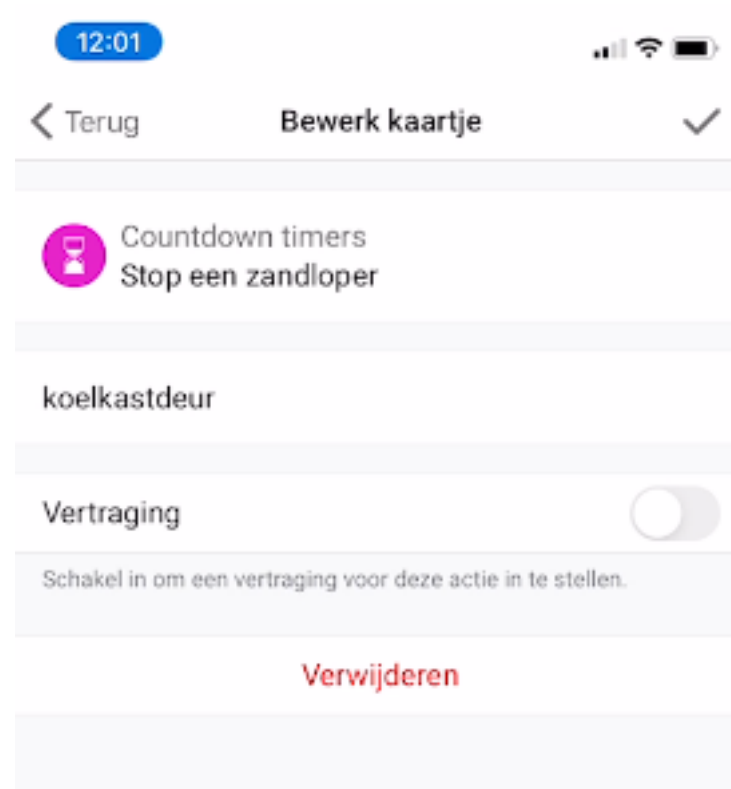 12:01
Terug
Bewerk kaartje
Countdown timers
Stop een zandloper
koelkastdeur
Vertraging
Schakel in om een vertraging voor deze actie in te stellen.
Verwijderen